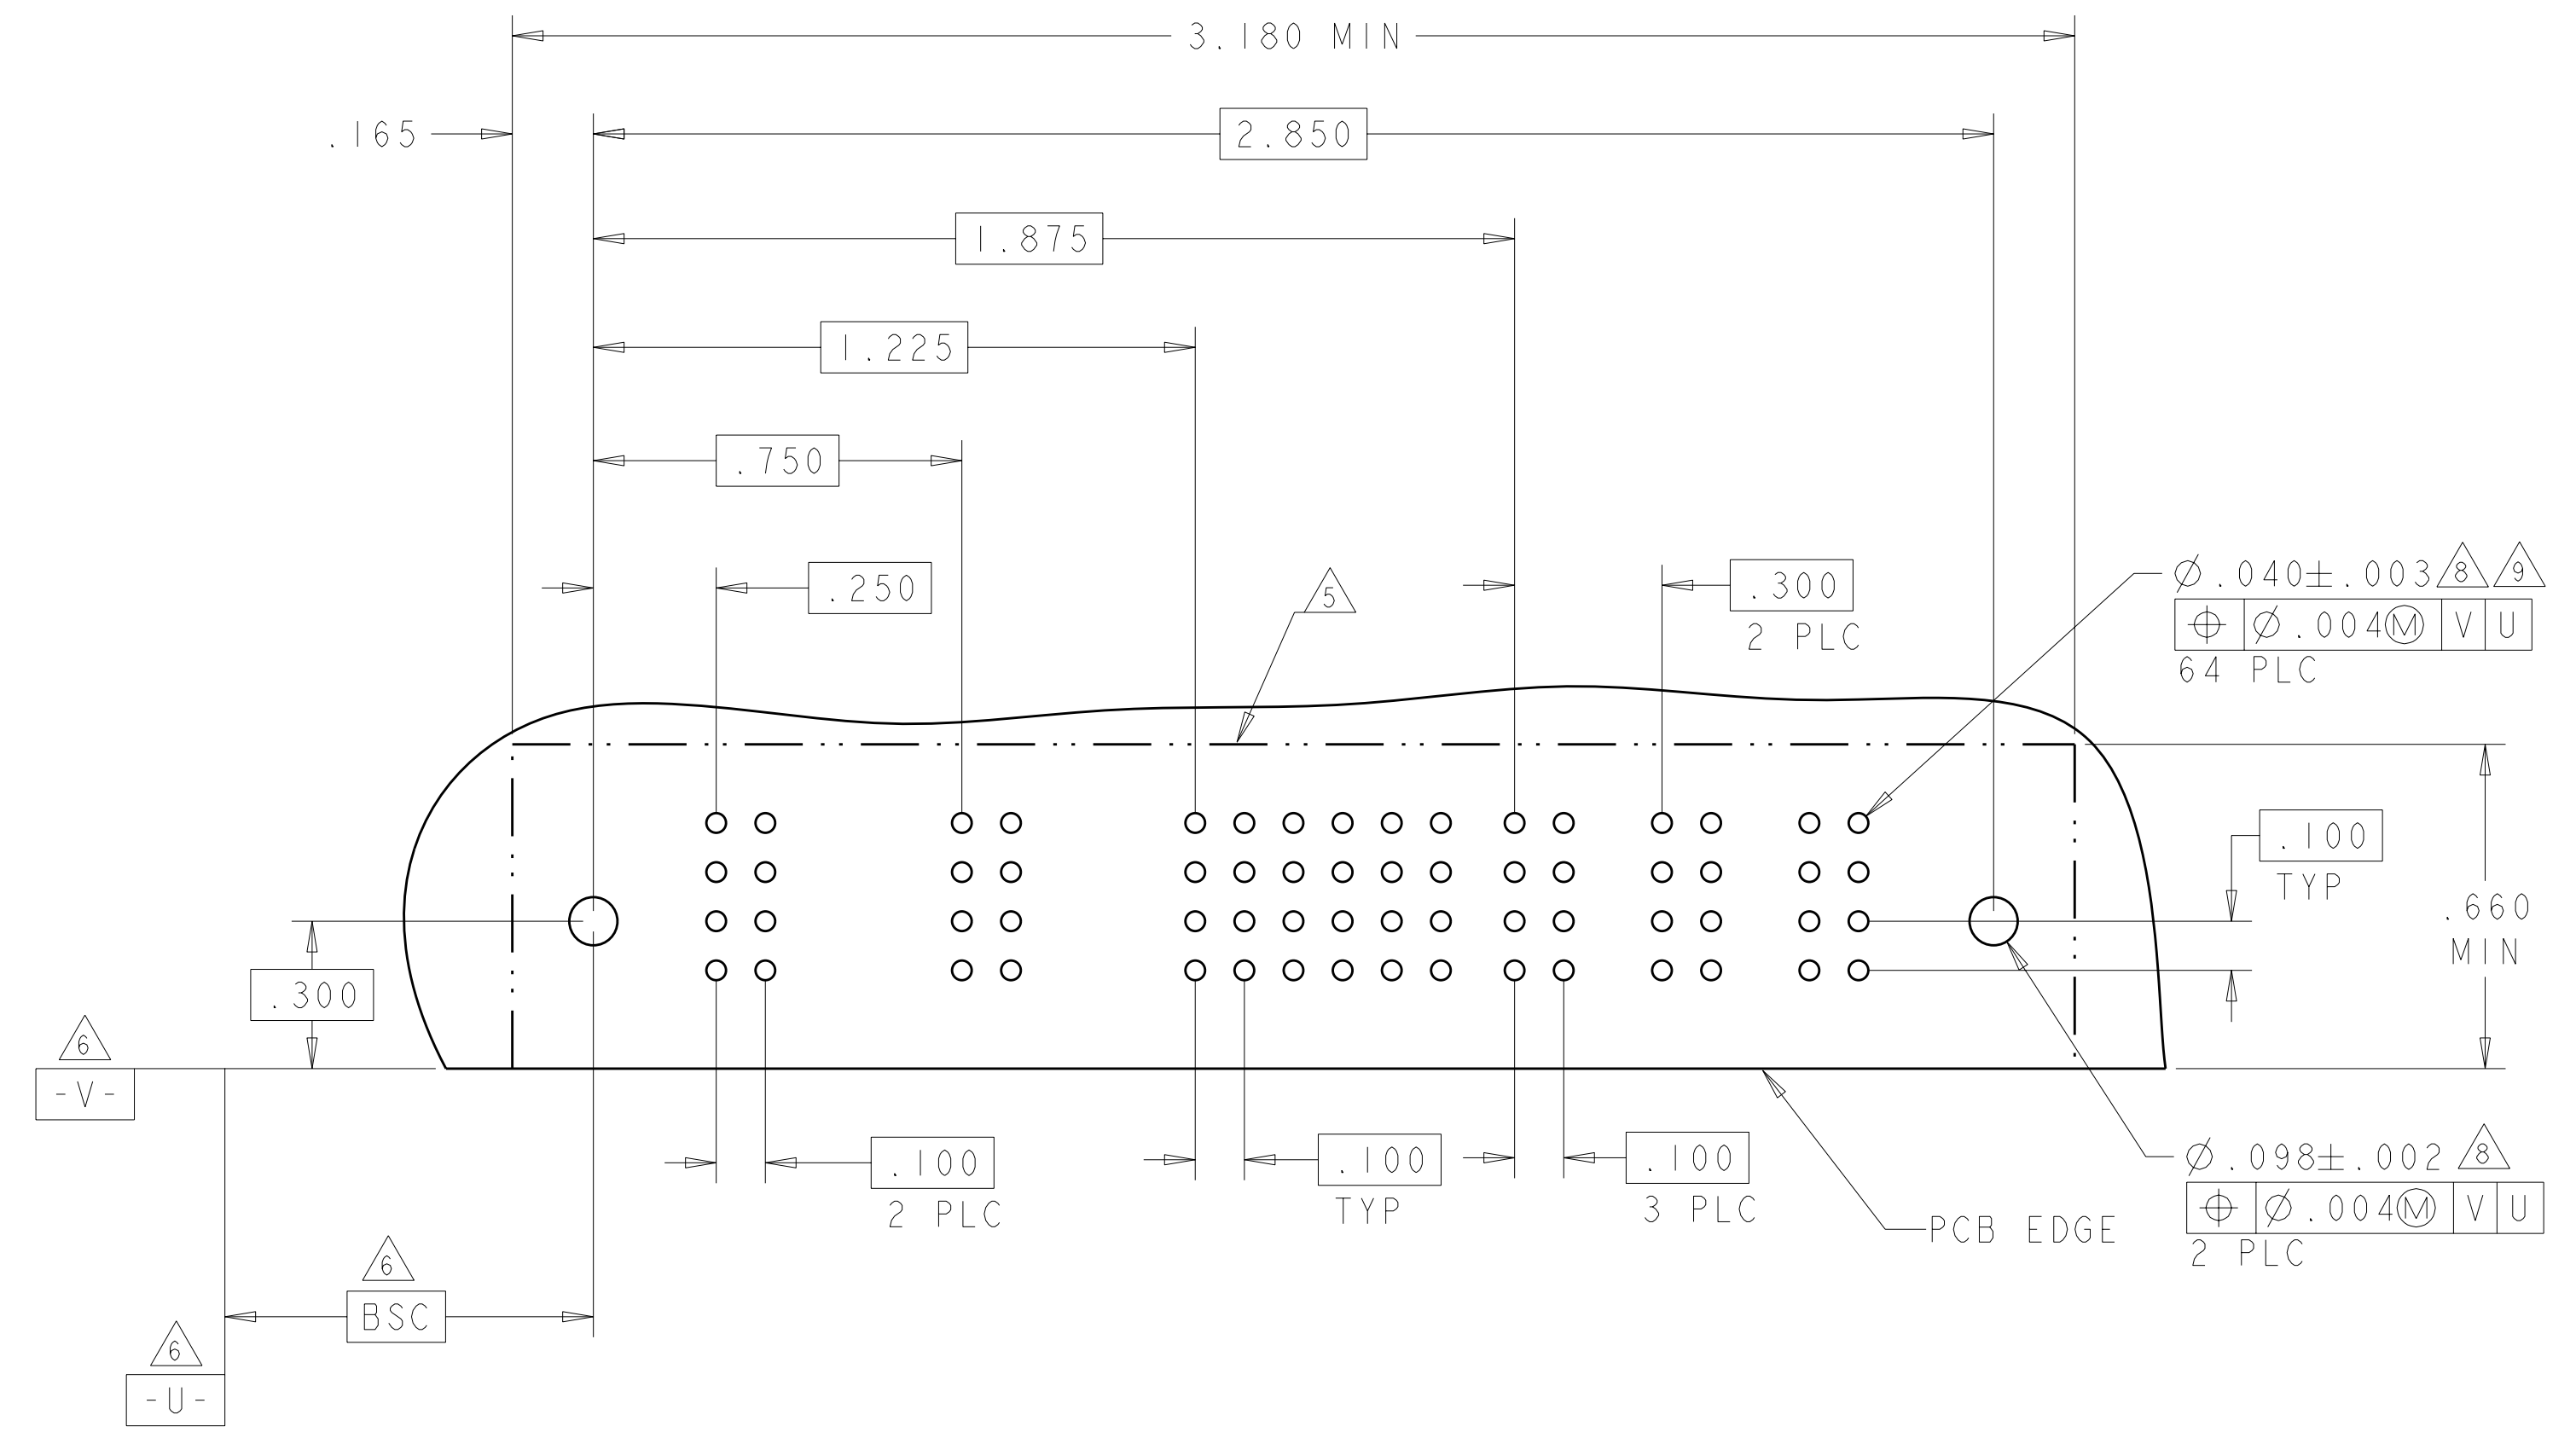 3.180 MIN
.165
2.850
1.875
1.225
.750
.250
5
.300
2 PLC
Ø.040±.003 8 9
⌖ Ø.004Ⓜ V U
64 PLC
.100
TYP
.660
MIN
.300
6
-V-
.100
2 PLC
.100
TYP
.100
3 PLC
PCB EDGE
Ø.098±.002 8
⌖ Ø.004Ⓜ V U
2 PLC
6
BSC
6
-U-